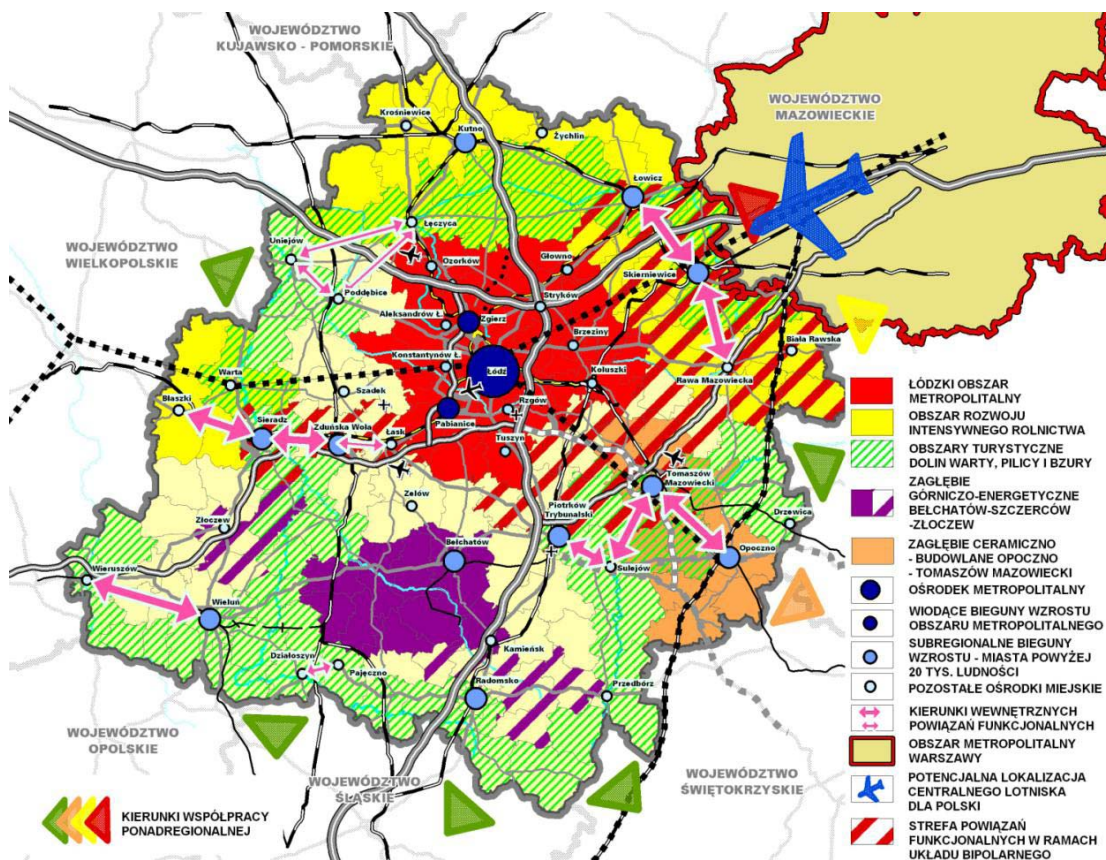 WOJEWÓDZTWO
KUJAWSKO - POMORSKIE
WOJEWÓDZTWO
MAZOWIECKIE
Krośniewice
Kutno
Żychlin
Łowicz
Łęczyca
Uniejów
WOJEWÓDZTWO
WIELKOPOLSKIE
Ozorków
Głowno
Skierniewice
Poddębice
Stryków
Aleksandrów Ł.
Zgierz
Brzeziny
Biała Rawska
Konstantynów Ł.
Łódź
Koluszki
Rawa Mazowiecka
Warta
Szadek
Błaszki
Rzgów
Pabianice
Sieradz
Zduńska Wola
Łask
Tuszyn
Tomaszów
Mazowiecki
Zelów
Piotrków
Trybunalski
Drzewica
Złoczew
Bełchatów
Opoczno
Sulejów
Wieruszów
Wieluń
Działoszyn
Pajęczno
Kamieńsk
Radomsko
Przedbórz
WOJEWÓDZTWO
OPOLSKIE
WOJEWÓDZTWO
ŚLĄSKIE
WOJEWÓDZTWO
ŚWIĘTOKRZYSKIE
KIERUNKI WSPÓŁPRACY
PONADREGIONALNEJ
ŁÓDZKI OBSZAR
METROPOLITALNY
OBSZAR ROZWOJU
INTENSYWNEGO ROLNICTWA
OBSZARY TURYSTYCZNE
DOLIN WARTY, PILICY I BZURY
ZAGŁĘBIE
GÓRNICZO-ENERGETYCZNE
BEŁCHATÓW-SZCZERCÓW
-ZŁOCZEW
ZAGŁĘBIE CERAMICZNO
- BUDOWLANE OPOCZNO
- TOMASZÓW MAZOWIECKI
OŚRODEK METROPOLITALNY
WIODĄCE BIEGUNY WZROSTU
OBSZARU METROPOLITALNEGO
SUBREGIONALNE BIEGUNY
WZROSTU - MIASTA POWYŻEJ
20 TYS. LUDNOŚCI
POZOSTAŁE OŚRODKI MIEJSKIE
KIERUNKI WEWNĘTRZNYCH
POWIĄZAŃ FUNKCJONALNYCH
OBSZAR METROPOLITALNY
WARSZAWY
POTENCJALNA LOKALIZACJA
CENTRALNEGO LOTNISKA
DLA POLSKI
STREFA POWIĄZAŃ
FUNKCJONALNYCH W RAMACH
UKŁADU BIPOLARNEGO